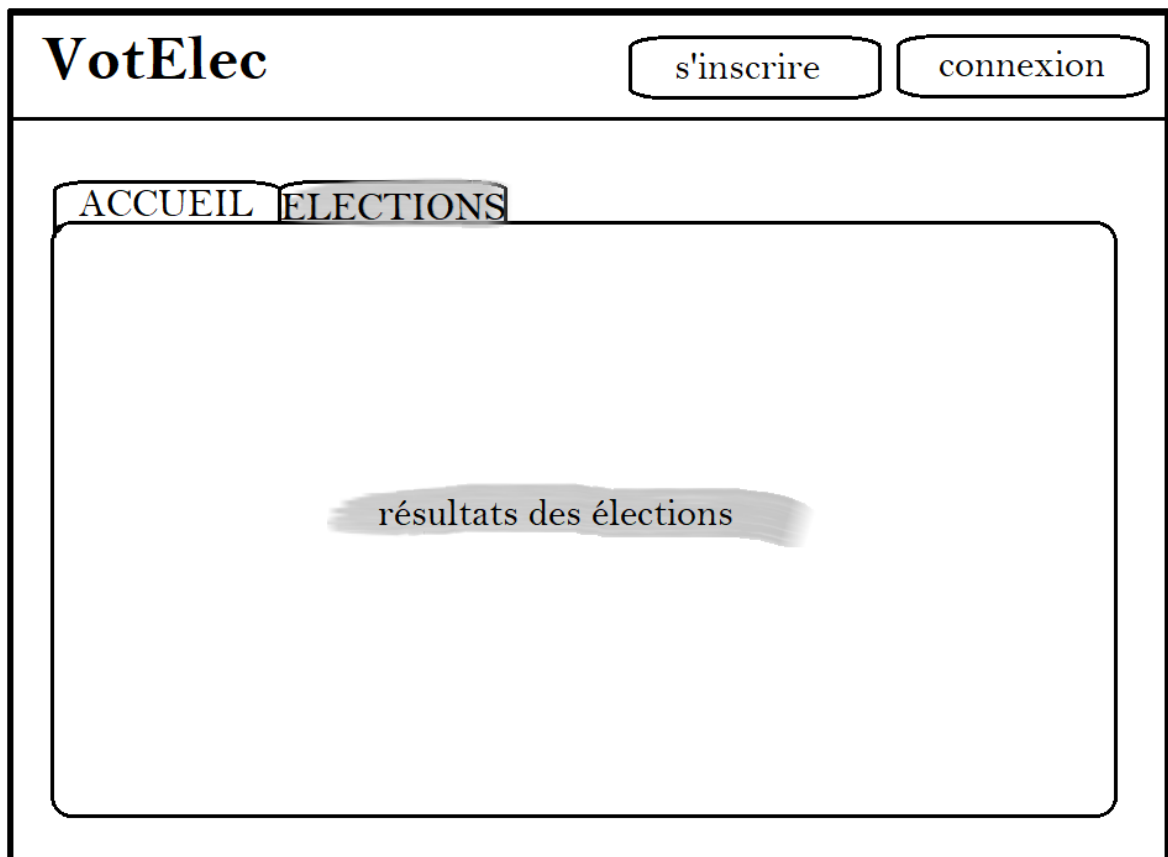 VotElec
s'inscrire
connexion
ACCUEIL
ELECTIONS
résultats des élections